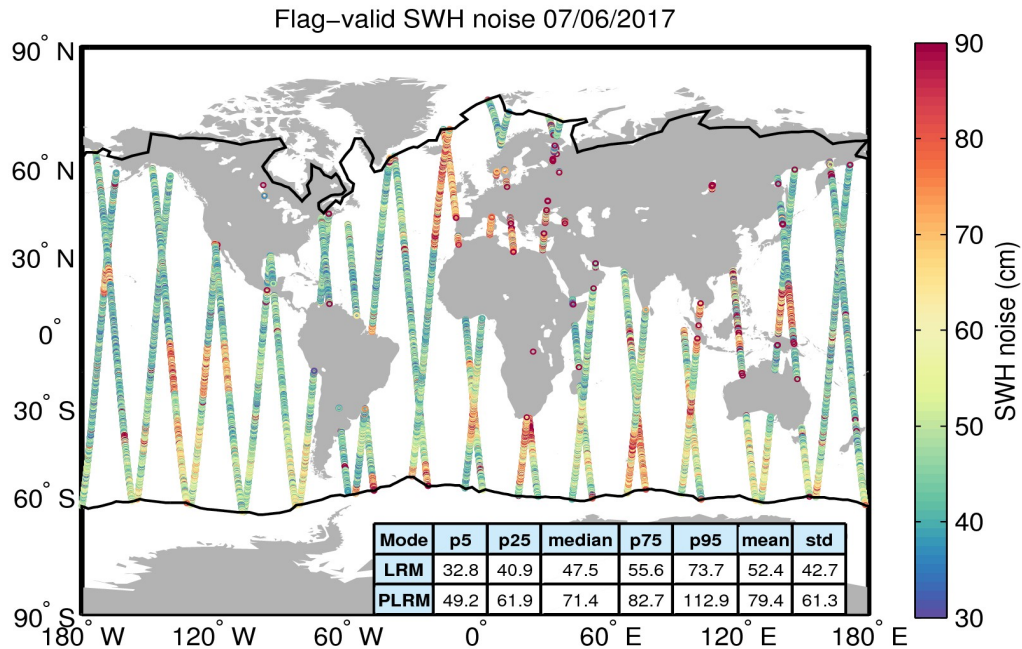 Flag−valid SWH noise 07/06/2017
90° N
60° N
30° N
0°
30° S
60° S
90° S
180° W
120° W
60° W
0°
60° E
120° E
180° E
Mode p5 p25 median p75 p95 mean std
LRM 32.8 40.9 47.5 55.6 73.7 52.4 42.7
PLRM 49.2 61.9 71.4 82.7 112.9 79.4 61.3
90
80
70
60
50
40
30
SWH noise (cm)